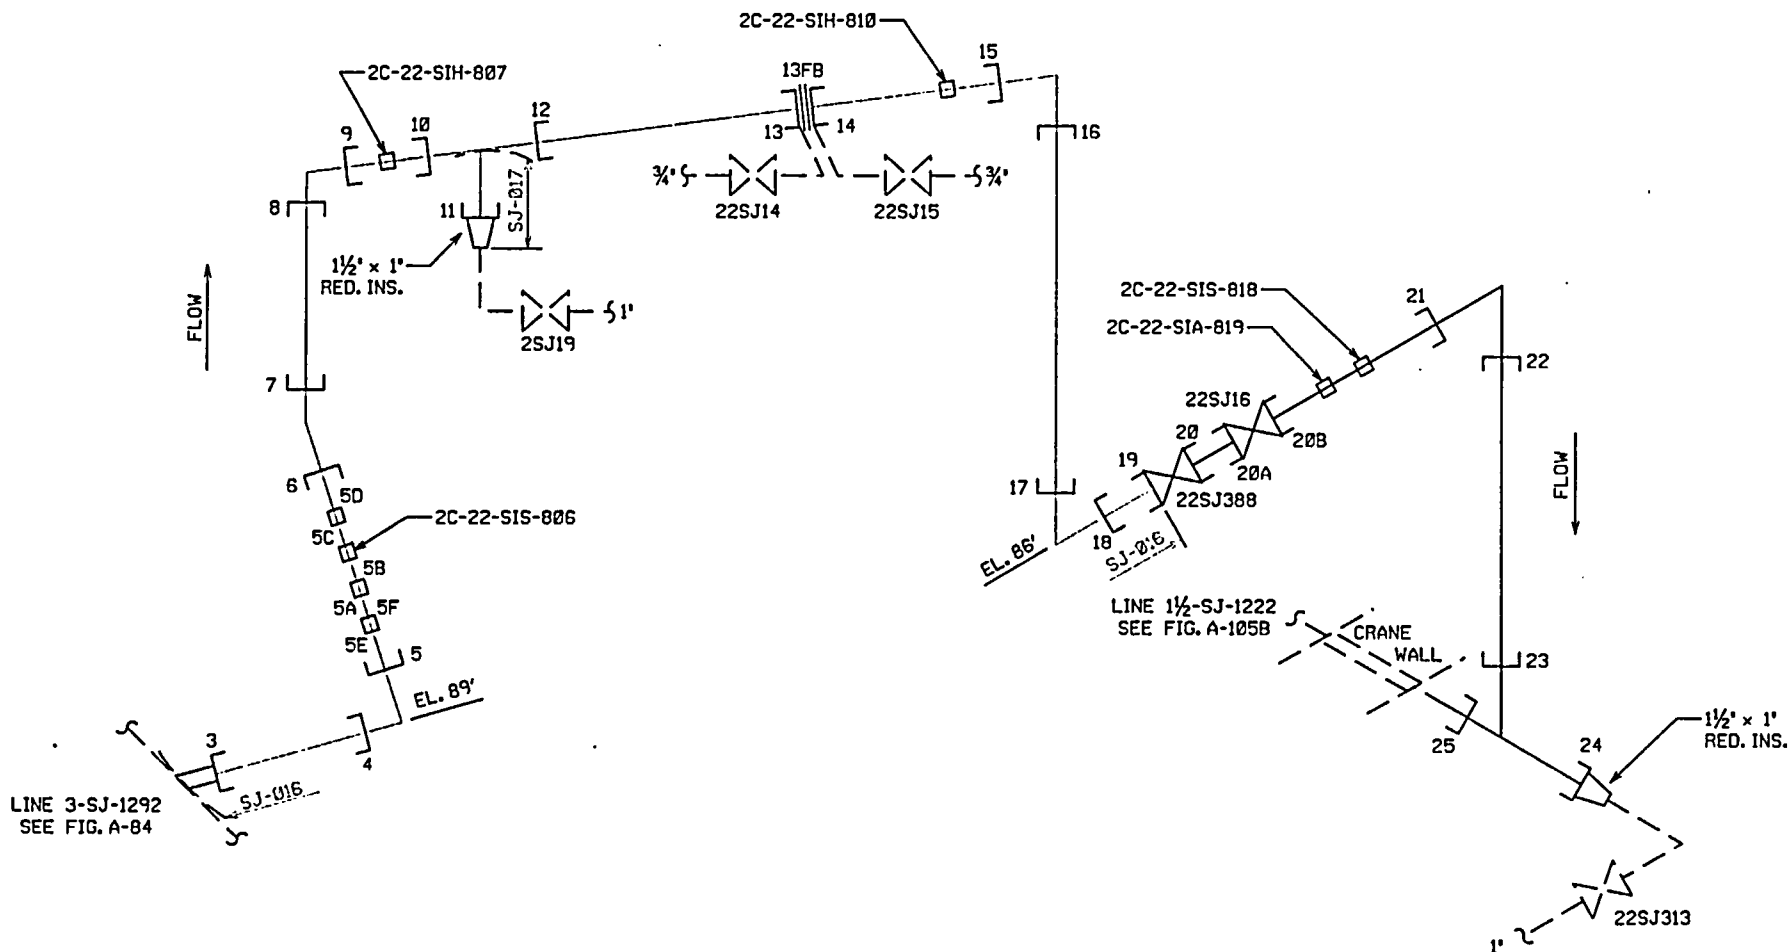 2C-22-SIH-810
15
2C-22-SIH-807
13FB
12
10
9
13
14
16
¾"
¾"
22SJ14
22SJ15
8
11
SJ-017
1½" x 1"
RED. INS.
FLOW
1"
2SJ19
2C-22-SIS-818
21
2C-22-SIA-819
22
7
22SJ16
20
20B
19
20A
6
5D
17
22SJ388
FLOW
2C-22-SIS-806
5C
18
5B
EL. 86'
SJ-016
5A
5F
LINE 1½-SJ-1222
SEE FIG. A-105B
CRANE
WALL
5E
5
23
EL. 89'
25
1½" x 1"
RED. INS.
3
24
4
SJ-016
LINE 3-SJ-1292
SEE FIG. A-84
22SJ313
1"